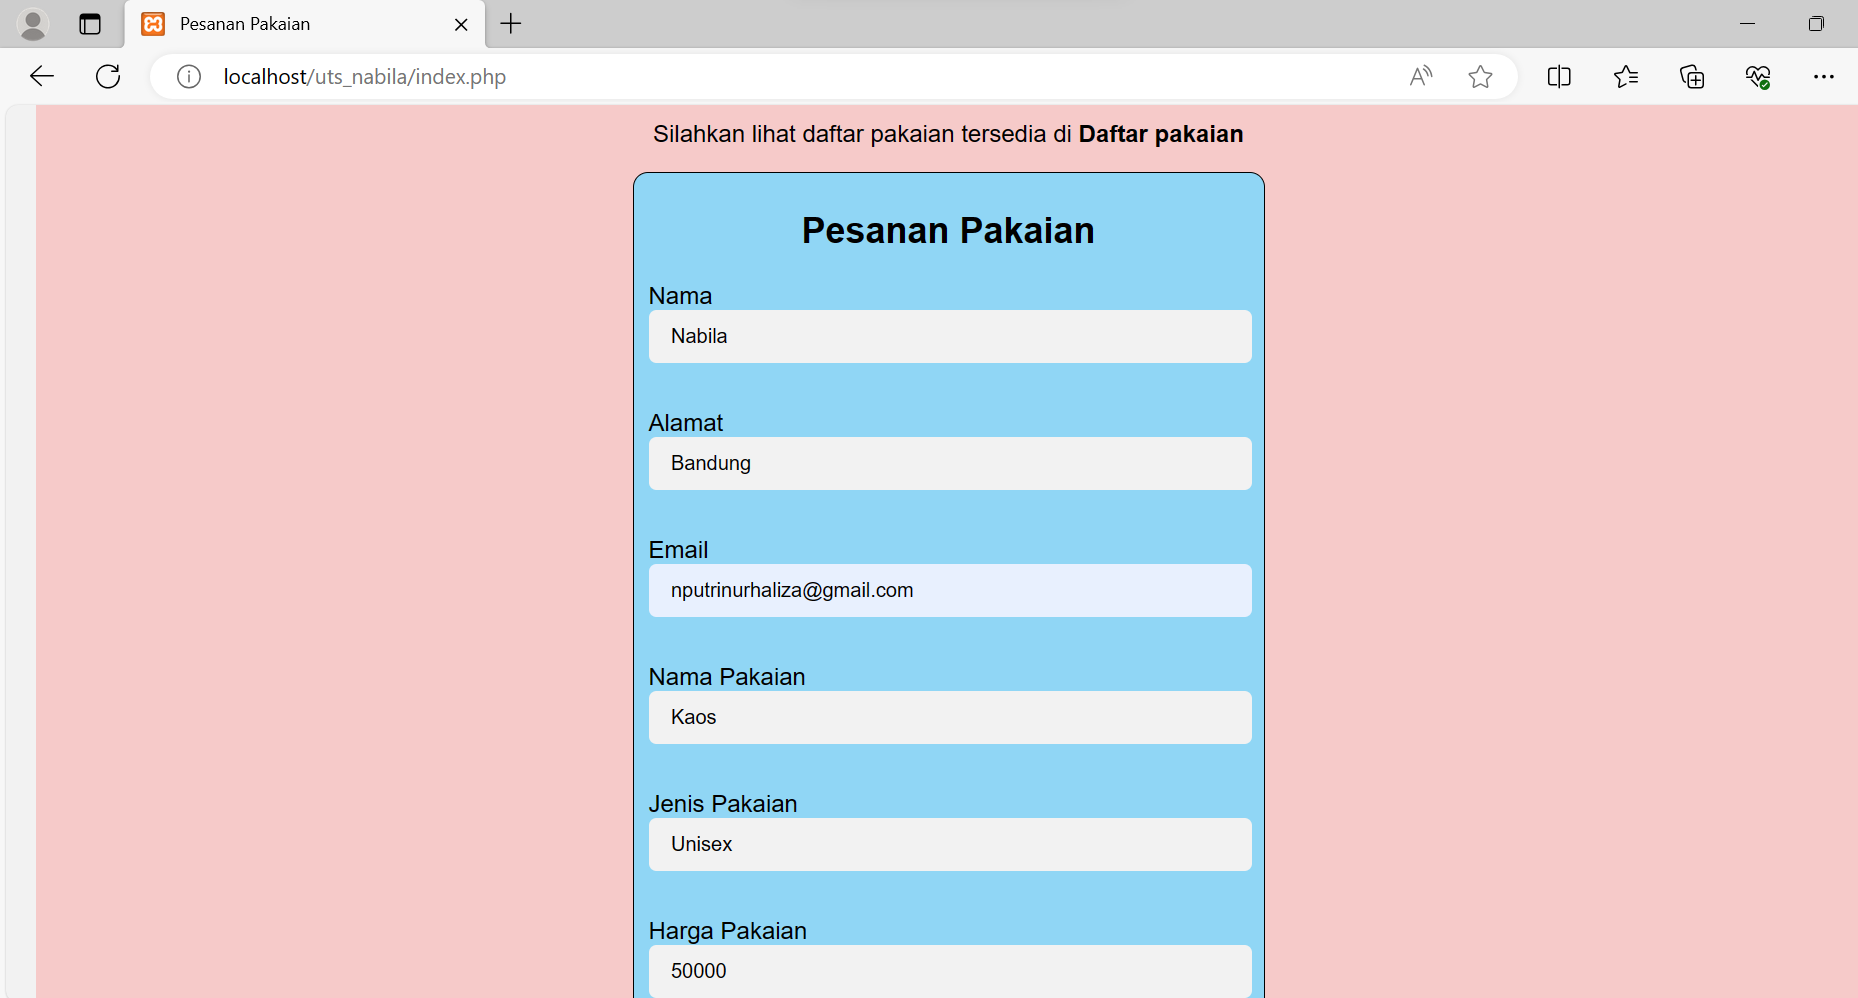 Pesanan Pakaian
localhost/uts_nabila/index.php
Silahkan lihat daftar pakaian tersedia di Daftar pakaian
Pesanan Pakaian
Nama
Nabila
Alamat
Bandung
Email
nputrinurhaliza@gmail.com
Nama Pakaian
Kaos
Jenis Pakaian
Unisex
Harga Pakaian
50000